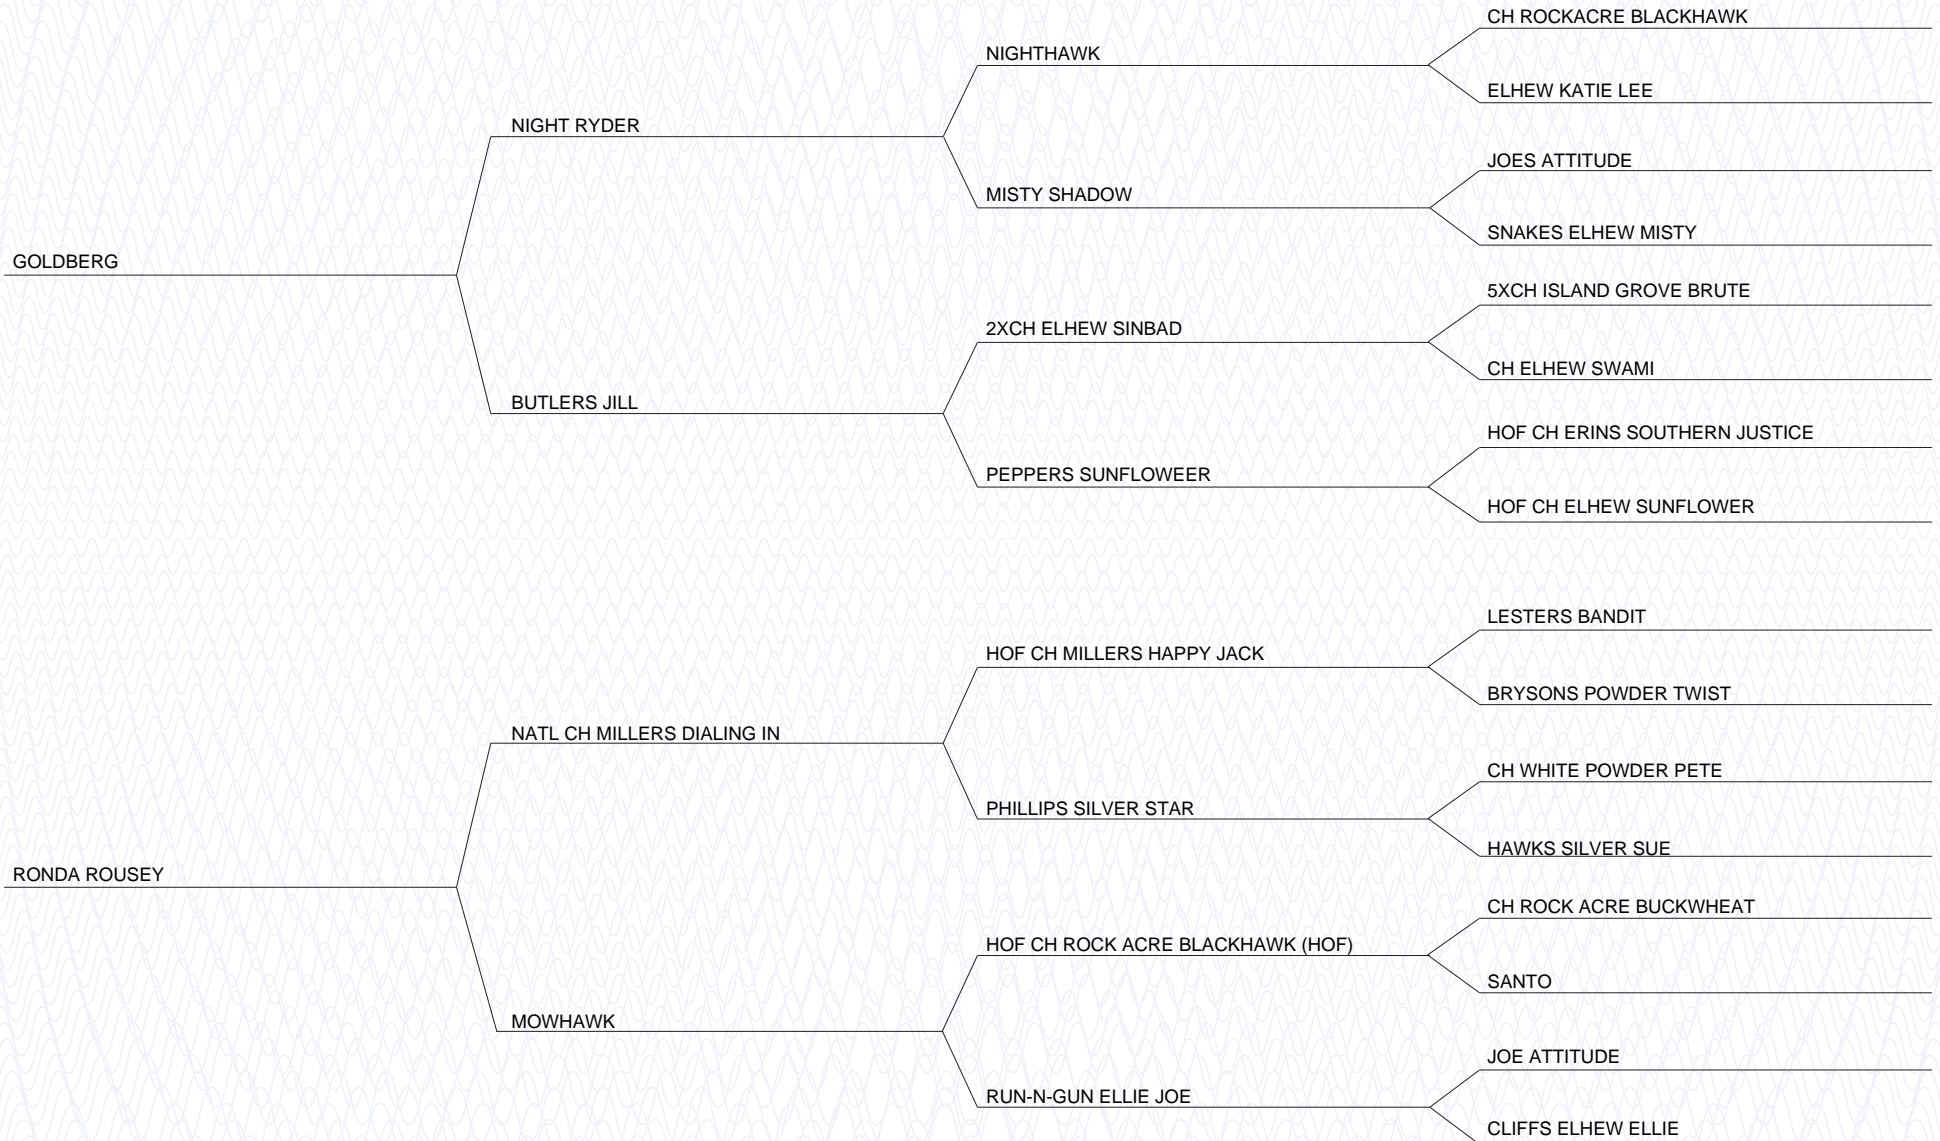 CH ROCKACRE BLACKHAWK
NIGHTHAWK
ELHEW KATIE LEE
NIGHT RYDER
JOES ATTITUDE
MISTY SHADOW
SNAKES ELHEW MISTY
GOLDBERG
5XCH ISLAND GROVE BRUTE
2XCH ELHEW SINBAD
CH ELHEW SWAMI
BUTLERS JILL
HOF CH ERINS SOUTHERN JUSTICE
PEPPERS SUNFLOWEER
HOF CH ELHEW SUNFLOWER
LESTERS BANDIT
HOF CH MILLERS HAPPY JACK
BRYSONS POWDER TWIST
NATL CH MILLERS DIALING IN
CH WHITE POWDER PETE
PHILLIPS SILVER STAR
HAWKS SILVER SUE
RONDA ROUSEY
CH ROCK ACRE BUCKWHEAT
HOF CH ROCK ACRE BLACKHAWK (HOF)
SANTO
MOWHAWK
JOE ATTITUDE
RUN-N-GUN ELLIE JOE
CLIFFS ELHEW ELLIE